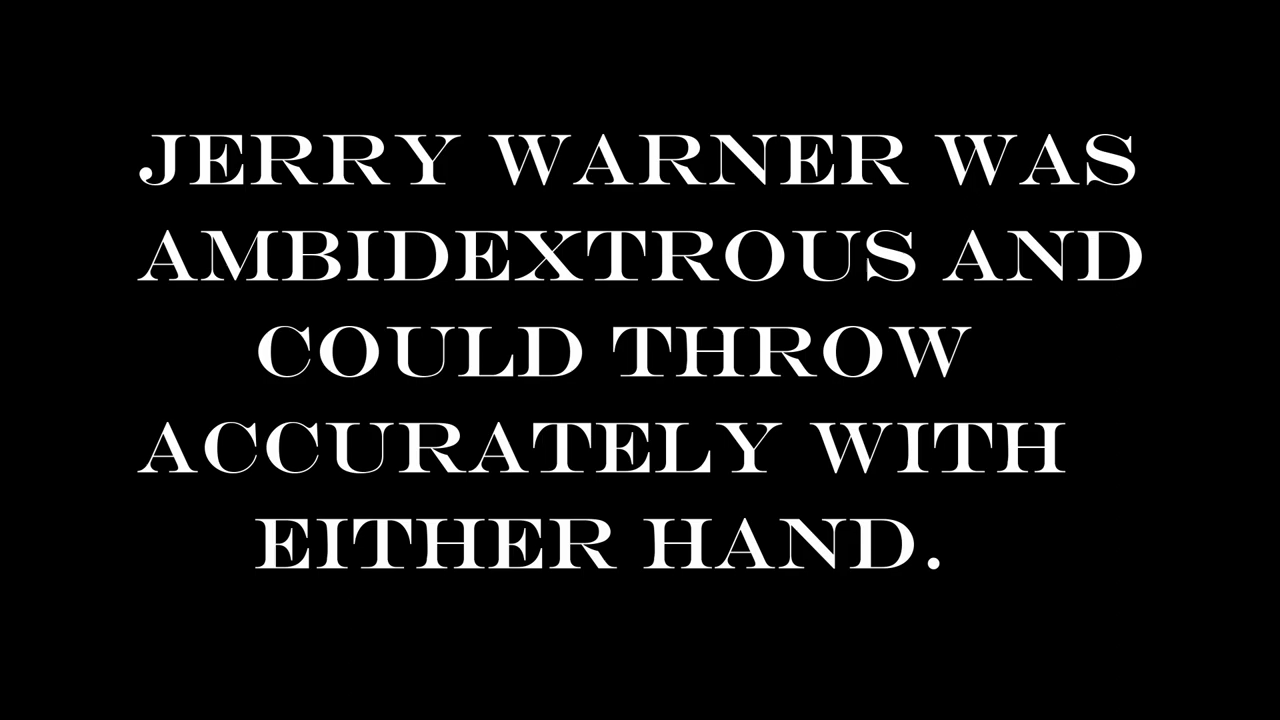 JERRY WARNER WAS
AMBIDEXTROUS AND
COULD THROW
ACCURATELY WITH
EITHER HAND.